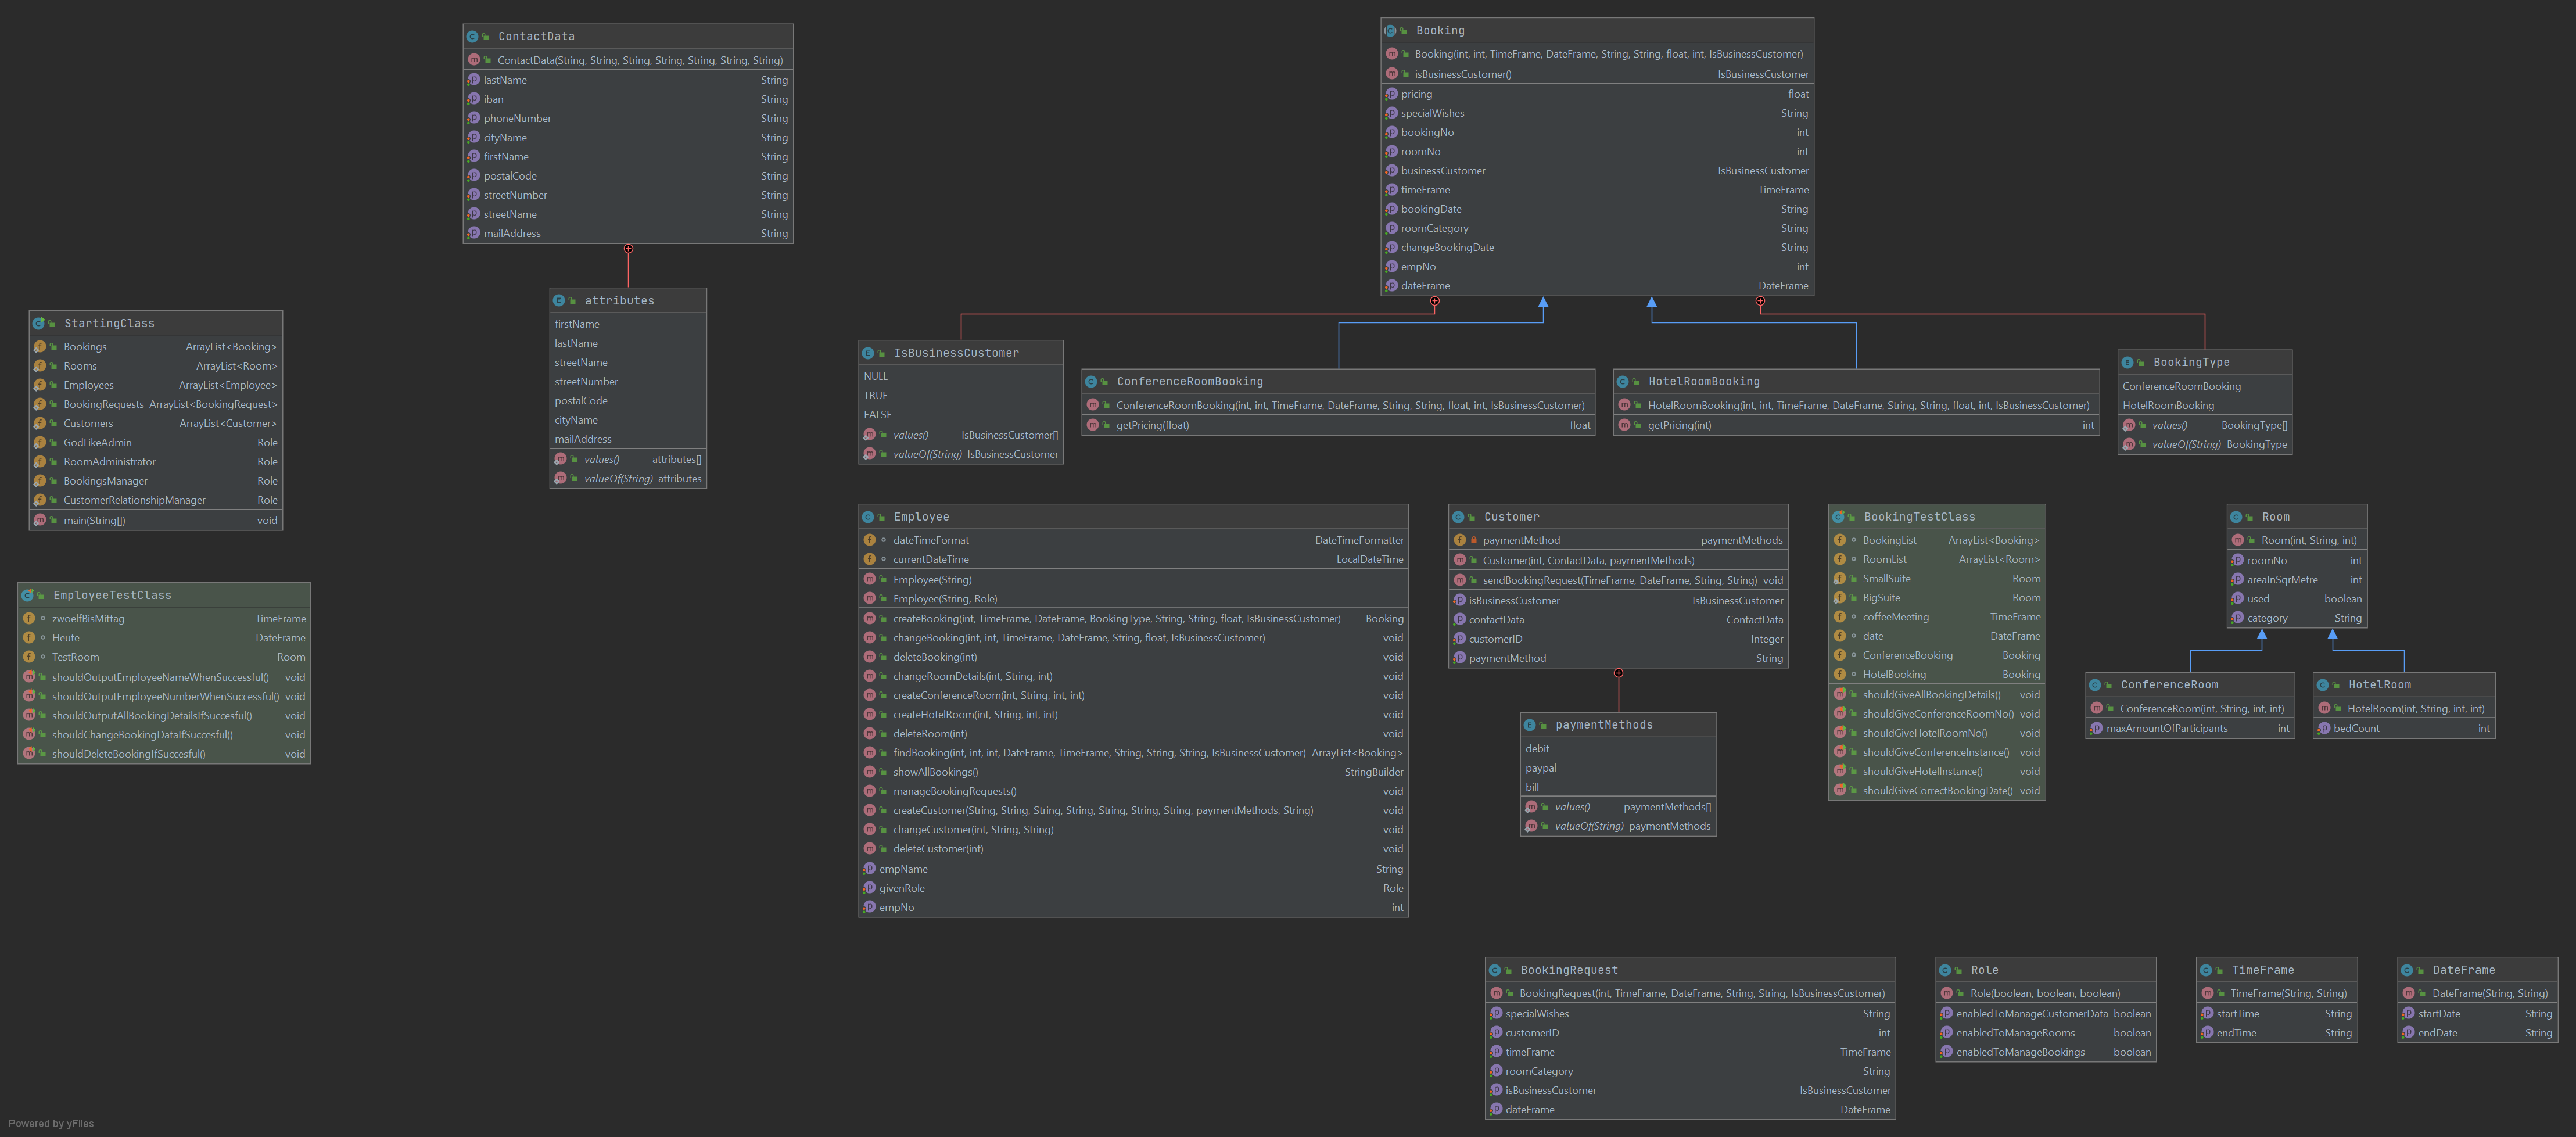 ContactData
ContactData(String, String, String, String, String, String, String)
lastName String
iban String
phoneNumber String
cityName String
firstName String
postalCode String
streetNumber String
streetName String
mailAddress String
attributes
firstName
lastName
streetName
streetNumber
postalCode
cityName
mailAddress
values() attributes[]
valueOf(String) attributes
StartingClass
Bookings ArrayList<Booking>
Rooms ArrayList<Room>
Employees ArrayList<Employee>
BookingRequests ArrayList<BookingRequest>
Customers ArrayList<Customer>
GodLikeAdmin Role
RoomAdministrator Role
BookingsManager Role
CustomerRelationshipManager Role
main(String[]) void
EmployeeTestClass
zwoelfBisMittag TimeFrame
Heute DateFrame
TestRoom Room
shouldOutputEmployeeNameWhenSuccessful() void
shouldOutputEmployeeNumberWhenSuccessful() void
shouldOutputAllBookingDetailsIfSuccesful() void
shouldChangeBookingDataIfSuccesful() void
shouldDeleteBookingIfSuccesful() void
Booking
Booking(int, int, TimeFrame, DateFrame, String, String, float, int, IsBusinessCustomer)
isBusinessCustomer() IsBusinessCustomer
pricing float
specialWishes String
bookingNo int
roomNo int
businessCustomer IsBusinessCustomer
timeFrame TimeFrame
bookingDate String
roomCategory String
changeBookingDate String
empNo int
dateFrame DateFrame
IsBusinessCustomer
NULL
TRUE
FALSE
values() IsBusinessCustomer[]
valueOf(String) IsBusinessCustomer
ConferenceRoomBooking
ConferenceRoomBooking(int, int, TimeFrame, DateFrame, String, String, float, int, IsBusinessCustomer)
getPricing(float) float
HotelRoomBooking
HotelRoomBooking(int, int, TimeFrame, DateFrame, String, String, float, int, IsBusinessCustomer)
getPricing(int) int
BookingType
ConferenceRoomBooking
HotelRoomBooking
values() BookingType[]
valueOf(String) BookingType
Employee
dateTimeFormat DateTimeFormatter
currentDateTime LocalDateTime
Employee(String)
Employee(String, Role)
createBooking(int, TimeFrame, DateFrame, BookingType, String, String, float, IsBusinessCustomer) Booking
changeBooking(int, int, TimeFrame, DateFrame, String, float, IsBusinessCustomer) void
deleteBooking(int) void
changeRoomDetails(int, String, int) void
createConferenceRoom(int, String, int, int) void
createHotelRoom(int, String, int, int) void
deleteRoom(int) void
findBooking(int, int, int, DateFrame, TimeFrame, String, String, String, IsBusinessCustomer) ArrayList<Booking>
showAllBookings() StringBuilder
manageBookingRequests() void
createCustomer(String, String, String, String, String, String, String, paymentMethods, String) void
changeCustomer(int, String, String) void
deleteCustomer(int) void
empName String
givenRole Role
empNo int
Customer
paymentMethod paymentMethods
Customer(int, ContactData, paymentMethods)
sendBookingRequest(TimeFrame, DateFrame, String, String) void
isBusinessCustomer IsBusinessCustomer
contactData ContactData
customerID Integer
paymentMethod String
paymentMethods
debit
paypal
bill
values() paymentMethods[]
valueOf(String) paymentMethods
BookingTestClass
BookingList ArrayList<Booking>
RoomList ArrayList<Room>
SmallSuite Room
BigSuite Room
coffeeMeeting TimeFrame
date DateFrame
ConferenceBooking Booking
HotelBooking Booking
shouldGiveAllBookingDetails() void
shouldGiveConferenceRoomNo() void
shouldGiveHotelRoomNo() void
shouldGiveConferenceInstance() void
shouldGiveHotelInstance() void
shouldGiveCorrectBookingDate() void
Room
Room(int, String, int)
roomNo int
areaInSqrMetre int
used boolean
category String
ConferenceRoom
ConferenceRoom(int, String, int, int)
maxAmountOfParticipants int
HotelRoom
HotelRoom(int, String, int, int)
bedCount int
BookingRequest
BookingRequest(int, TimeFrame, DateFrame, String, String, IsBusinessCustomer)
specialWishes String
customerID int
timeFrame TimeFrame
roomCategory String
isBusinessCustomer IsBusinessCustomer
dateFrame DateFrame
Role
Role(boolean, boolean, boolean)
enabledToManageCustomerData boolean
enabledToManageRooms boolean
enabledToManageBookings boolean
TimeFrame
TimeFrame(String, String)
startTime String
endTime String
DateFrame
DateFrame(String, String)
startDate String
endDate String
Powered by yFiles